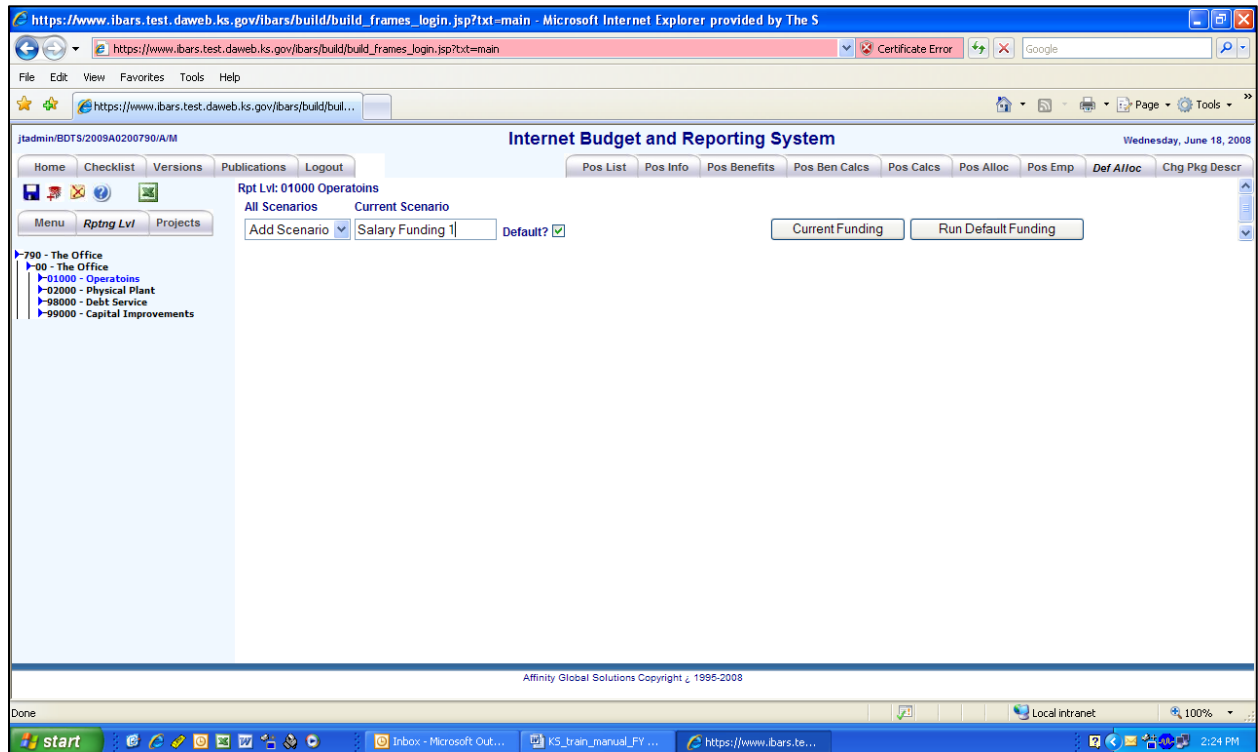 https://www.ibars.test.daweb.ks.gov/ibars/build/build_frames_login.jsp?txt=main - Microsoft Internet Explorer provided by The S
https://www.ibars.test.daweb.ks.gov/ibars/build/build_frames_login.jsp?txt=main Certificate Error Google
File Edit View Favorites Tools Help
https://www.ibars.test.daweb.ks.gov/ibars/build/buil... Page Tools »
jtadmin/BDTS/2009A0200790/A/M Internet Budget and Reporting System Wednesday, June 18, 2008
Home Checklist Versions Publications Logout Pos List Pos Info Pos Benefits Pos Ben Calcs Pos Calcs Pos Alloc Pos Emp Def Alloc Chg Pkg Descr
Rpt Lvl: 01000 Operatoins
All Scenarios Current Scenario
Menu Rptng Lvl Projects Add Scenario Salary Funding 1 Default? Current Funding Run Default Funding
790 - The Office
00 - The Office
01000 - Operatoins
02000 - Physical Plant
98000 - Debt Service
99000 - Capital Improvements
Affinity Global Solutions Copyright ¿ 1995-2008
Done Local intranet 100%
start Inbox - Microsoft Out... KS_train_manual_FY ... https://www.ibars.te... 2:24 PM